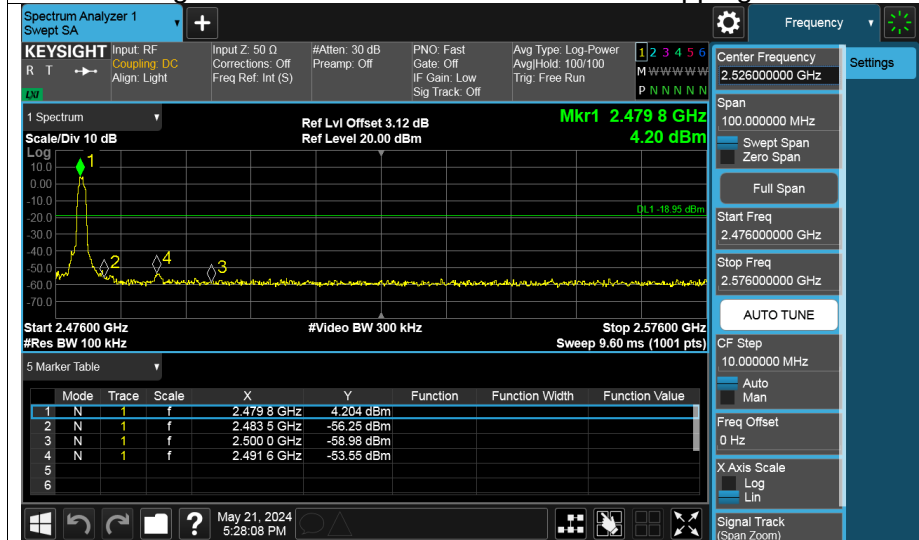 Spectrum Analyzer 1
Swept SA
Frequency
KEYSIGHT
R T
LXI
Input: RF
Coupling: DC
Align: Light
Input Z: 50 Ω
Corrections: Off
Freq Ref: Int (S)
#Atten: 30 dB
Preamp: Off
PNO: Fast
Gate: Off
IF Gain: Low
Sig Track: Off
Avg Type: Log-Power
Avg|Hold: 100/100
Trig: Free Run
1 2 3 4 5 6
M W W W W W
P N N N N N
Center Frequency
2.526000000 GHz
Settings
1 Spectrum
Scale/Div 10 dB
Ref Lvl Offset 3.12 dB
Ref Level 20.00 dBm
Mkr1 2.479 8 GHz
4.20 dBm
Log
10.0
0.00
-10.0
-20.0
-30.0
-40.0
-50.0
-60.0
-70.0
1
2
4
3
DL1 -18.95 dBm
Start 2.47600 GHz
#Res BW 100 kHz
#Video BW 300 kHz
Stop 2.57600 GHz
Sweep 9.60 ms (1001 pts)
Span
100.000000 MHz
Swept Span
Zero Span
Full Span
Start Freq
2.476000000 GHz
Stop Freq
2.576000000 GHz
AUTO TUNE
CF Step
10.000000 MHz
Auto
Man
Freq Offset
0 Hz
X Axis Scale
Log
Lin
Signal Track
(Span Zoom)
5 Marker Table
Mode Trace Scale X Y Function Function Width Function Value
1 N 1 f 2.479 8 GHz 4.204 dBm
2 N 1 f 2.483 5 GHz -56.25 dBm
3 N 1 f 2.500 0 GHz -58.98 dBm
4 N 1 f 2.491 6 GHz -53.55 dBm
5
6
?
May 21, 2024
5:28:08 PM